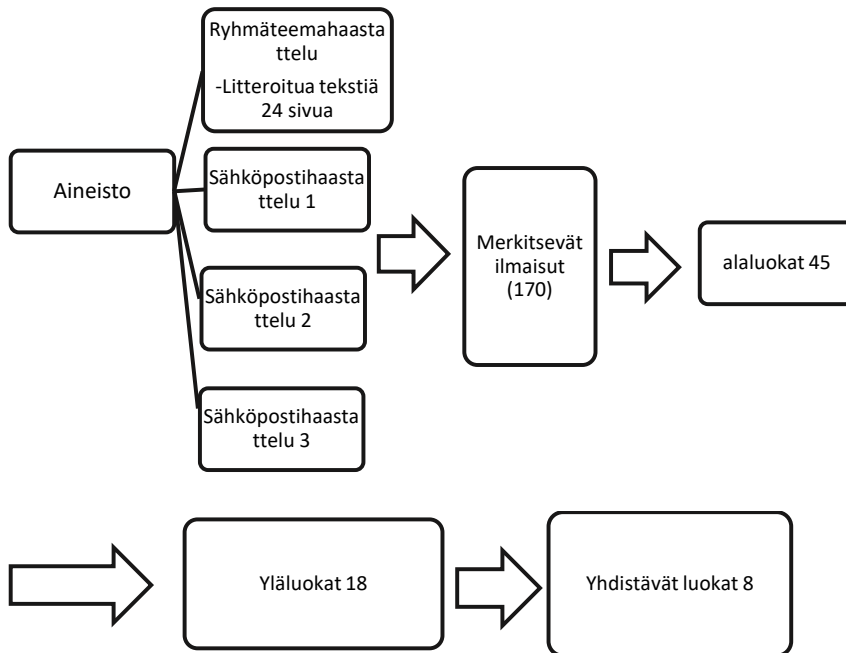 Ryhmäteemahaasta
ttelu
-Litteroitua tekstiä
24 sivua
Aineisto
Sähköpostihaasta
ttelu 1
Sähköpostihaasta
ttelu 2
Sähköpostihaasta
ttelu 3
Merkitsevät
ilmaisut
(170)
alaluokat 45
Yläluokat 18
Yhdistävät luokat 8